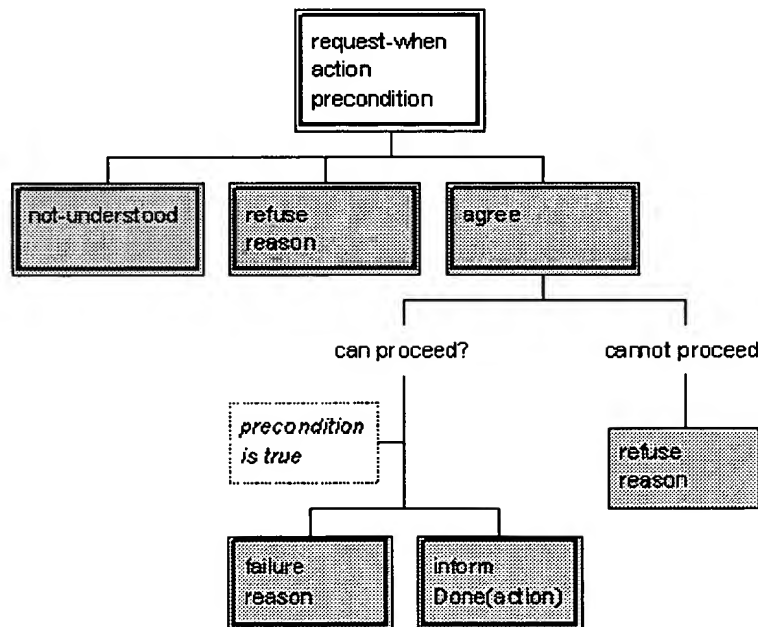 request-when
action
precondition
not-understood
refuse
reason
agree
can proceed?
cannot proceed
precondition
is true
refuse
reason
failure
reason
inform
Done(action)